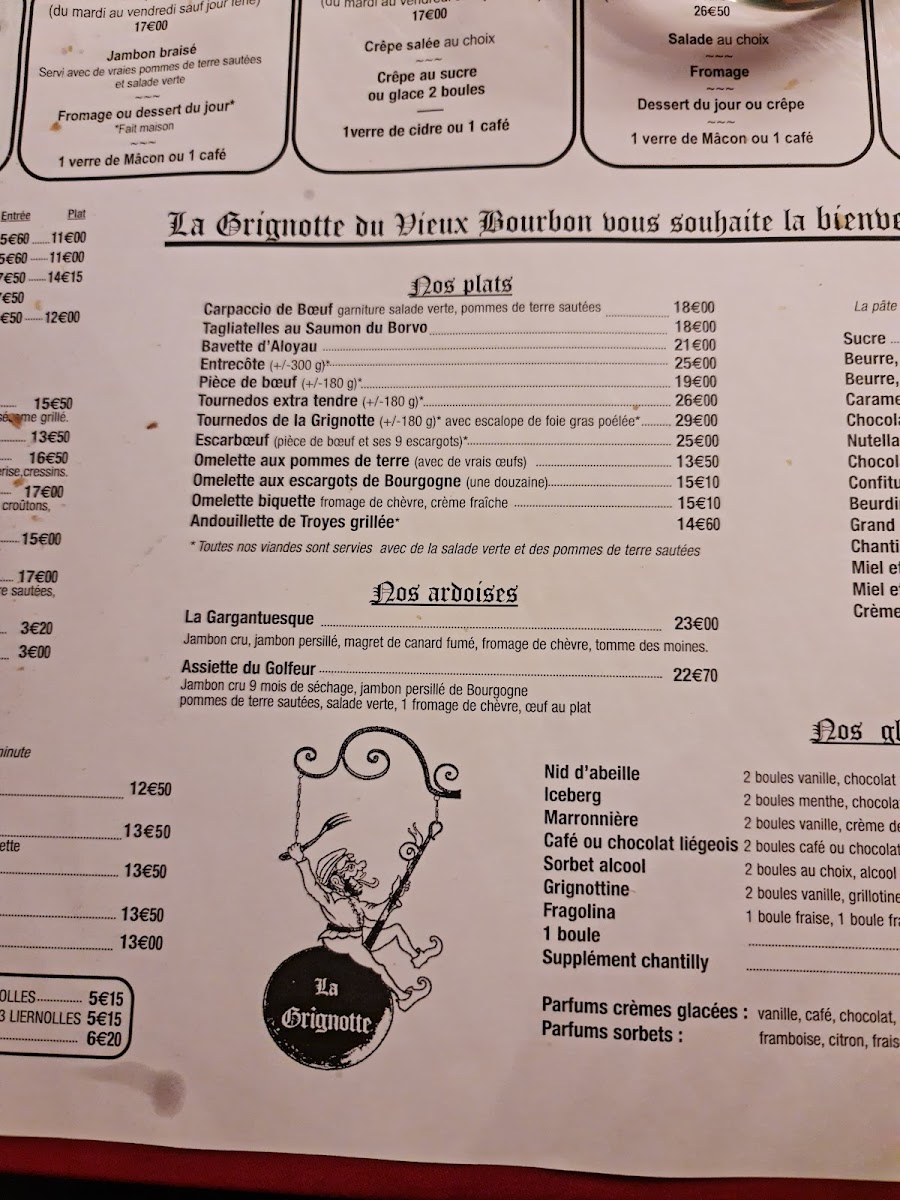 (du mardi au vendredi sauf jour férié)
17€00
Jambon braisé
Servi avec de vraies pommes de terre sautées
et salade verte
~~~
Fromage ou dessert du jour*
*Fait maison
~~~
1 verre de Mâcon ou 1 café
17€00
Crêpe salée au choix
~~~
Crêpe au sucre
ou glace 2 boules
1verre de cidre ou 1 café
26€50
Salade au choix
~~~
Fromage
~~~
Dessert du jour ou crêpe
~~~
1 verre de Mâcon ou 1 café
Entrée Plat
5€60 ...... 11€00
5€60 ...... 11€00
7€50 ...... 14€15
€50
€50 ...... 12€00
15€50
sésame grillé.
13€50
16€50
erise,cressins.
17€00
croûtons,
15€00
17€00
re sautées,
3€20
3€00
minute
12€50
13€50
ette
13€50
13€50
13€00
OLLES ...... 5€15
3 LIERNOLLES 5€15
6€20
La Grignotte du Vieux Bourbon vous souhaite la bienve
Nos plats
Carpaccio de Bœuf garniture salade verte, pommes de terre sautées ...... 18€00
Tagliatelles au Saumon du Borvo ...... 18€00
Bavette d'Aloyau ...... 21€00
Entrecôte (+/-300 g)* ...... 25€00
Pièce de bœuf (+/-180 g)* ...... 19€00
Tournedos extra tendre (+/-180 g)* ...... 26€00
Tournedos de la Grignotte (+/-180 g)* avec escalope de foie gras poélée* ...... 29€00
Escarbœuf (pièce de bœuf et ses 9 escargots)* ...... 25€00
Omelette aux pommes de terre (avec de vrais œufs) ...... 13€50
Omelette aux escargots de Bourgogne (une douzaine) ...... 15€10
Omelette biquette fromage de chèvre, crème fraîche ...... 15€10
Andouillette de Troyes grillée* 14€60
* Toutes nos viandes sont servies avec de la salade verte et des pommes de terre sautées
Nos ardoises
La Gargantuesque ...... 23€00
Jambon cru, jambon persillé, magret de canard fumé, fromage de chèvre, tomme des moines.
Assiette du Golfeur ...... 22€70
Jambon cru 9 mois de séchage, jambon persillé de Bourgogne
pommes de terre sautées, salade verte, 1 fromage de chèvre, œuf au plat
La
Grignotte
La pâte
Sucre
Beurre,
Beurre,
Carame
Chocola
Nutella
Chocol
Confitu
Beurdi
Grand
Chanti
Miel et
Miel e
Crème
Nos gl
Nid d'abeille 2 boules vanille, chocolat
Iceberg 2 boules menthe, chocola
Marronnière 2 boules vanille, crème de
Café ou chocolat liégeois 2 boules café ou chocolat
Sorbet alcool 2 boules au choix, alcool
Grignottine 2 boules vanille, grillotine
Fragolina 1 boule fraise, 1 boule fra
1 boule
Supplément chantilly
Parfums crèmes glacées : vanille, café, chocolat,
Parfums sorbets : framboise, citron, frais